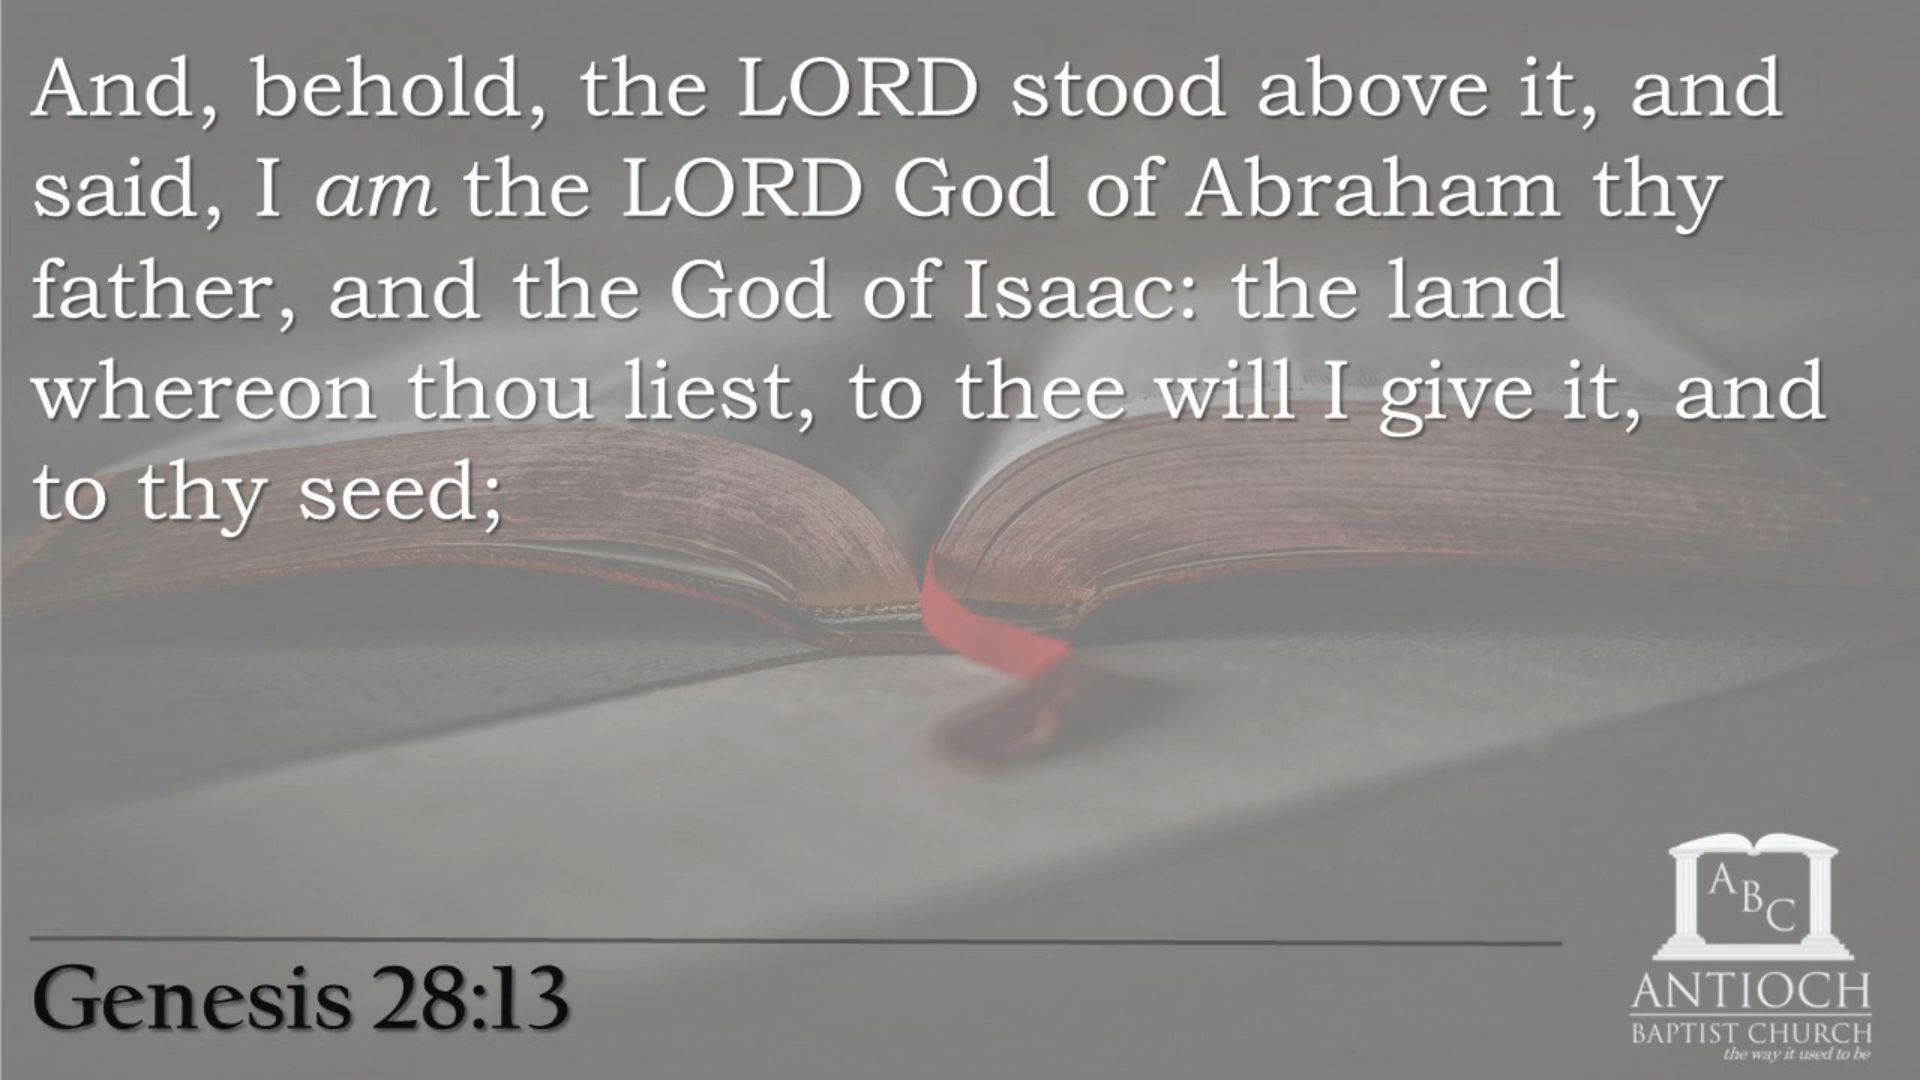 And, behold, the LORD stood above it, and
said, I am the LORD God of Abraham thy
father, and the God of Isaac: the land
whereon thou liest, to thee will I give it, and
to thy seed;
Genesis 28:13
A
B
C
ANTIOCH
BAPTIST CHURCH
the way it used to be